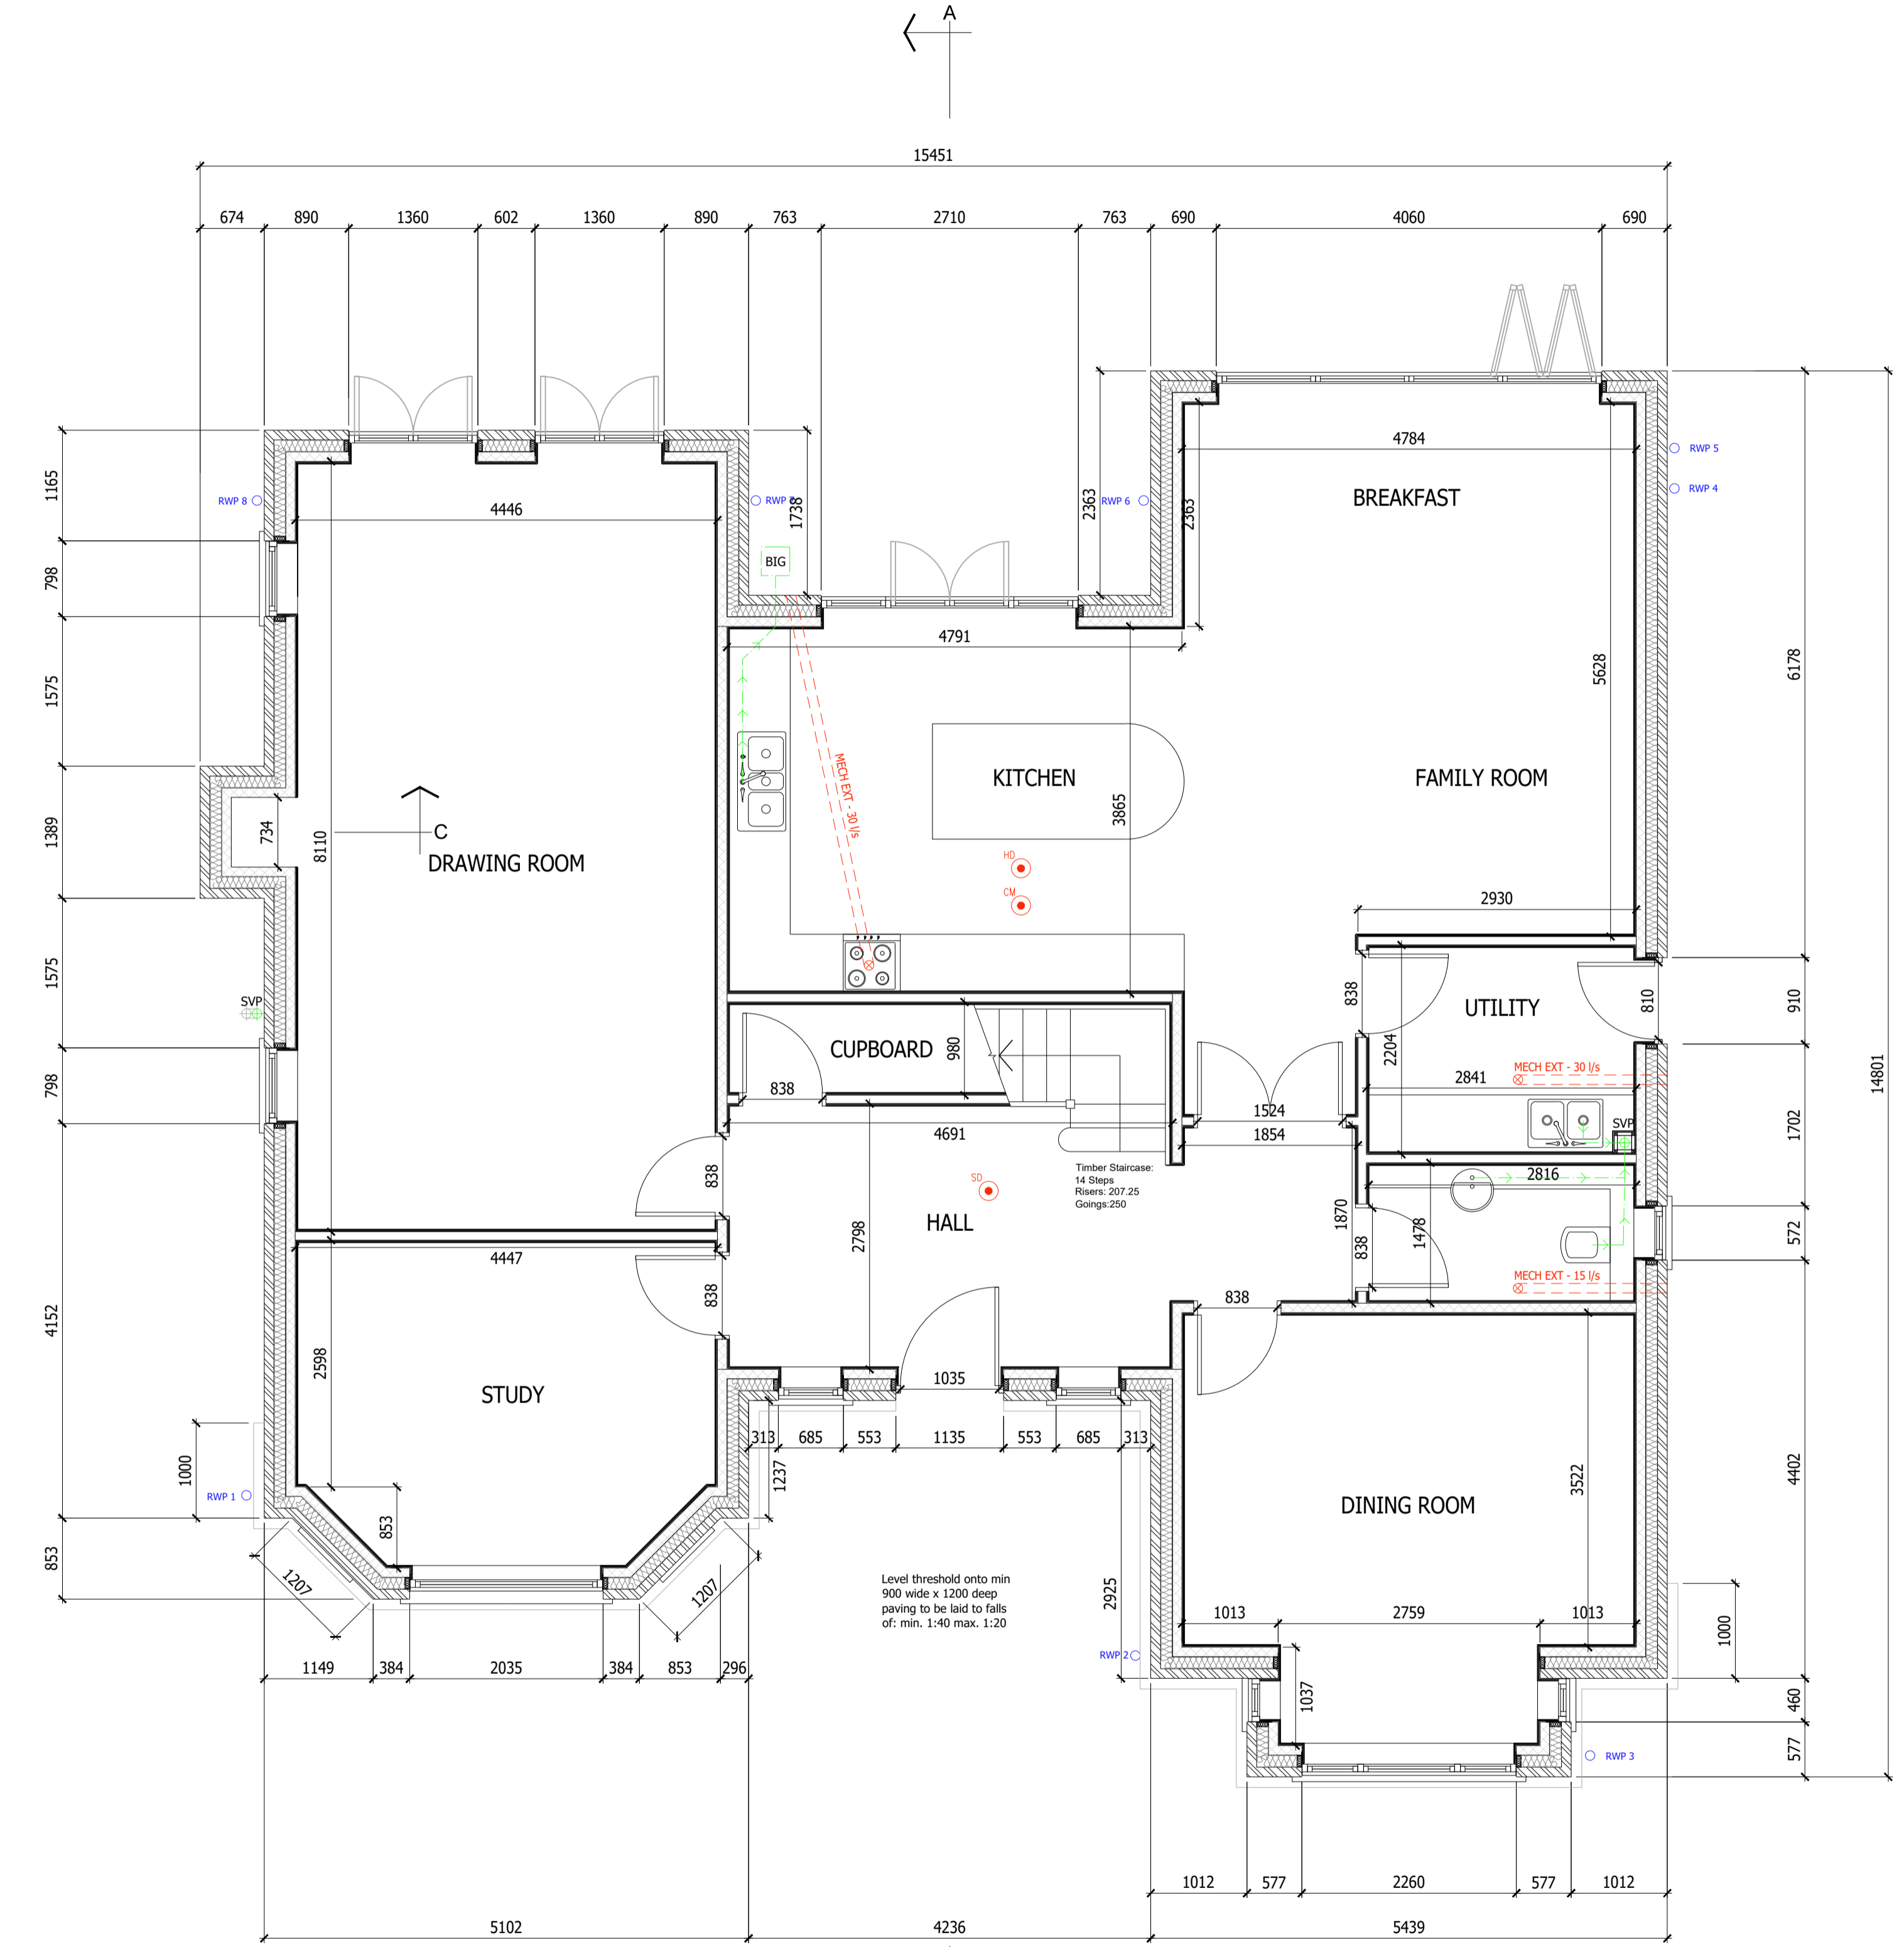 A
15451
674 890 1360 602 1360 890 763 2710 763 690 4060 690
1165
798
1575
1389
1575
798
4152
853
RWP 8
4446
1738
BIG
2363
RWP 6
2363
4784
BREAKFAST
RWP 5
RWP 4
6178
5628
4791
KITCHEN
FAMILY ROOM
MECH EXT - 30 l/s
3865
734
8110
C
DRAWING ROOM
HD
CM
2930
SVP
CUPBOARD
980
838
838
UTILITY
810
910
2204
14801
MECH EXT - 30 l/s
2841
1524
1854
SVP
1702
4691
838
Timber Staircase:
14 Steps
Risers: 207.25
Goings:250
SD
HALL
2798
2816
1870
838
1478
572
MECH EXT - 15 l/s
4447
838
838
2598
STUDY
1035
313 685 553 1135 553 685 313
1237
3522
4402
DINING ROOM
1000
RWP 1
853
1207
1207
Level threshold onto min
900 wide x 1200 deep
paving to be laid to falls
of: min. 1:40 max. 1:20
2925
1013 2759 1013
1000
RWP 2
1149 384 2035 384 853 296
1037
460
577
RWP 3
1012 577 2260 577 1012
5102 4236 5439